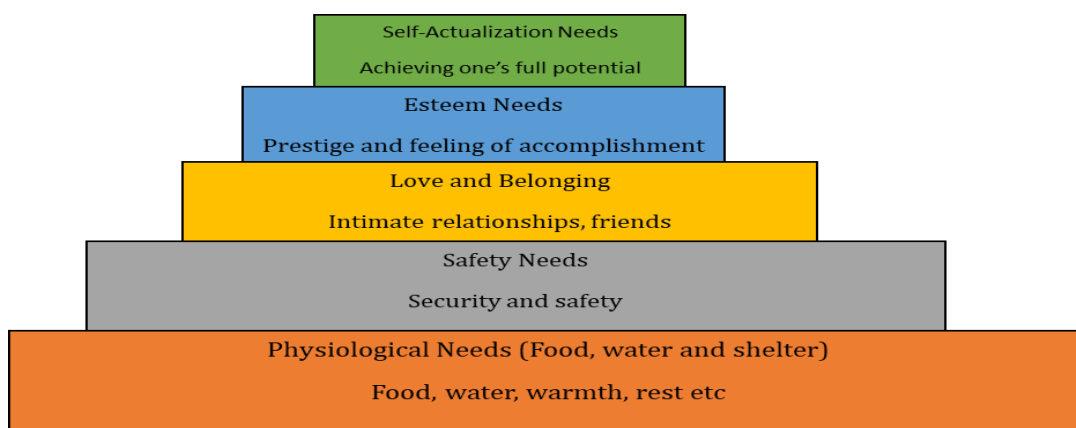 Self-Actualization Needs
Achieving one's full potential
Esteem Needs
Prestige and feeling of accomplishment
Love and Belonging
Intimate relationships, friends
Safety Needs
Security and safety
Physiological Needs (Food, water and shelter)
Food, water, warmth, rest etc